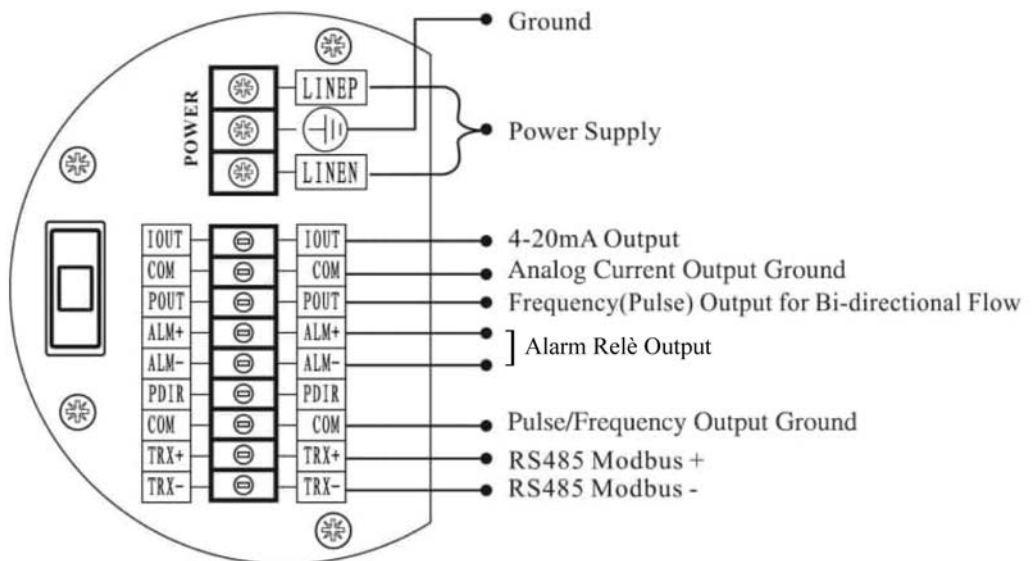 Ground
POWER
LINEP
LINEN
Power Supply
IOUT IOUT 4-20mA Output
COM COM Analog Current Output Ground
POUT POUT Frequency(Pulse) Output for Bi-directional Flow
ALM+ ALM+
Alarm Relè Output
ALM- ALM-
PDIR PDIR
COM COM Pulse/Frequency Output Ground
TRX+ TRX+ RS485 Modbus +
TRX- TRX- RS485 Modbus -